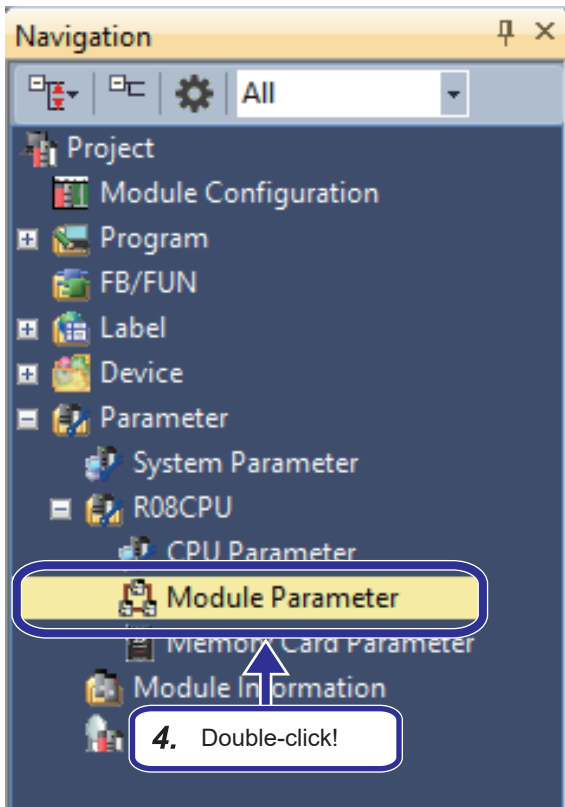 Navigation
All
Project
Module Configuration
Program
FB/FUN
Label
Device
Parameter
System Parameter
R08CPU
CPU Parameter
Module Parameter
Memory Card Parameter
Module Information
4. Double-click!